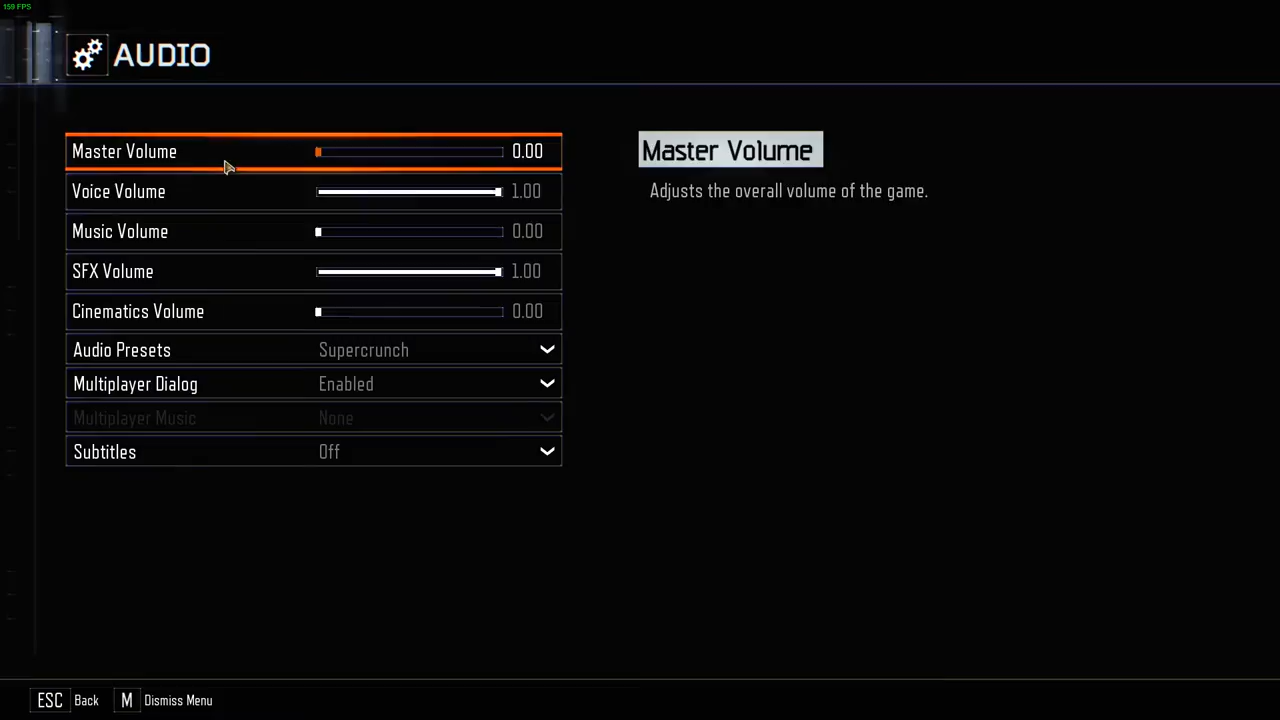 159 FPS
AUDIO
Master Volume 0.00
Voice Volume 1.00
Music Volume 0.00
SFX Volume 1.00
Cinematics Volume 0.00
Audio Presets Supercrunch
Multiplayer Dialog Enabled
Multiplayer Music None
Subtitles Off
Master Volume
Adjusts the overall volume of the game.
ESC Back M Dismiss Menu